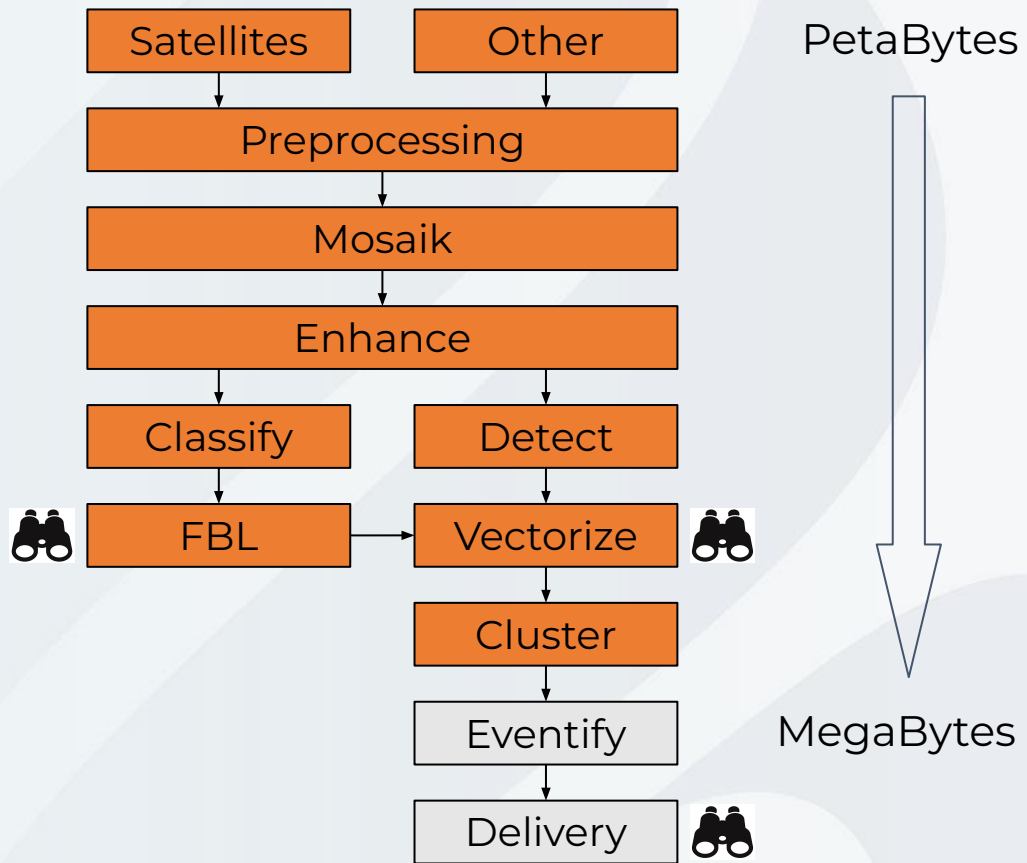 Satellites
Other
PetaBytes
Preprocessing
Mosaik
Enhance
Classify
Detect
FBL
Vectorize
Cluster
Eventify
MegaBytes
Delivery